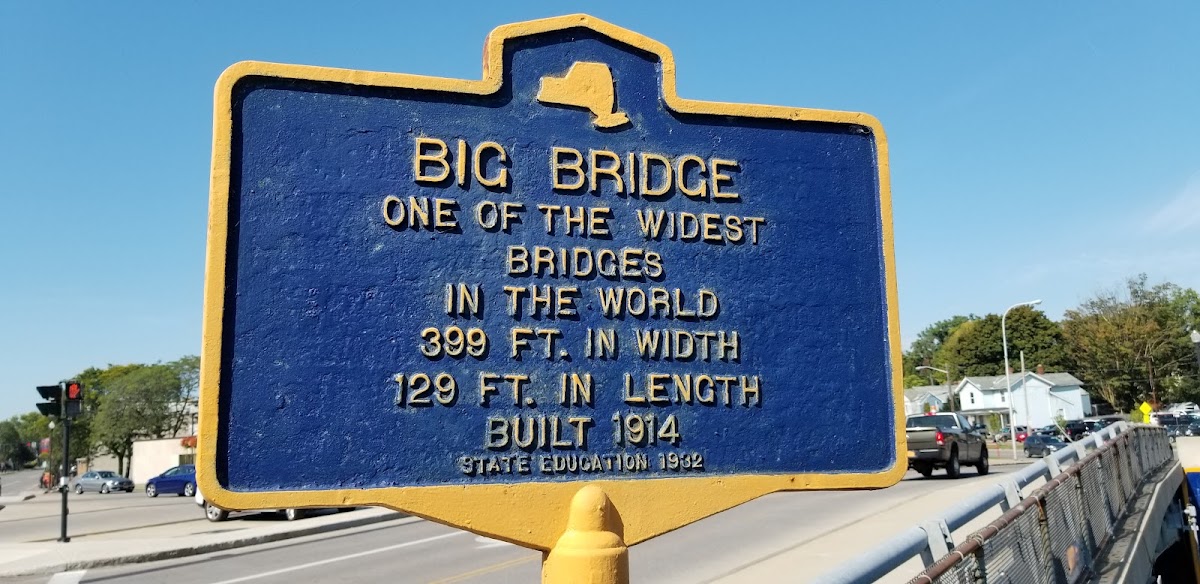 BIG BRIDGE
ONE OF THE WIDEST
BRIDGES
IN THE WORLD
399 FT. IN WIDTH
129 FT. IN LENGTH
BUILT 1914
STATE EDUCATION 1932